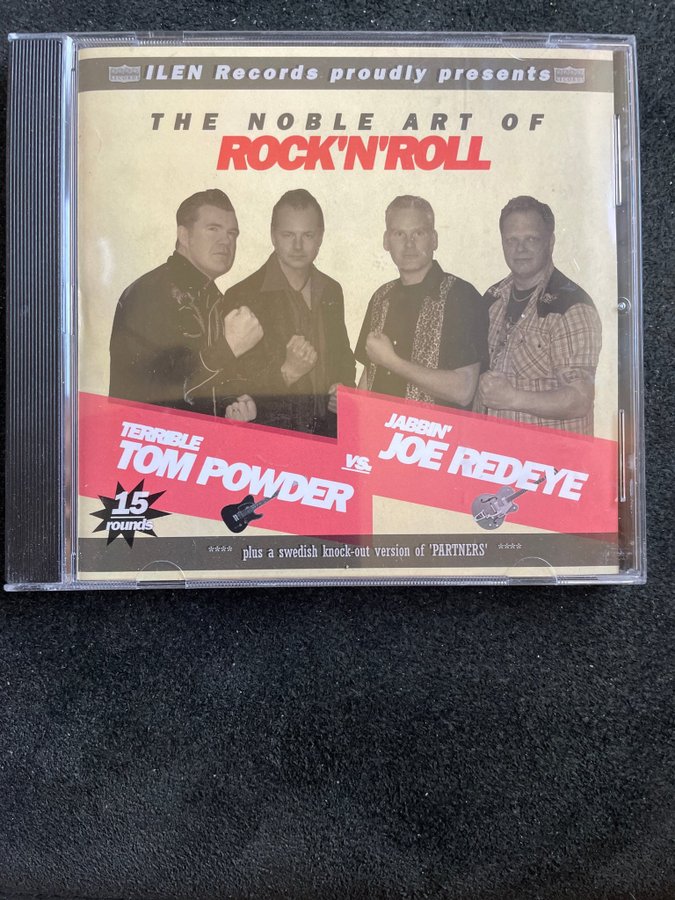 ILEN Records proudly presents
THE NOBLE ART OF
ROCK'N'ROLL
TERRIBLE
TOM POWDER
vs.
JABBIN'
JOE REDEYE
15
rounds
**** plus a swedish knock-out version of 'PARTNERS' ****